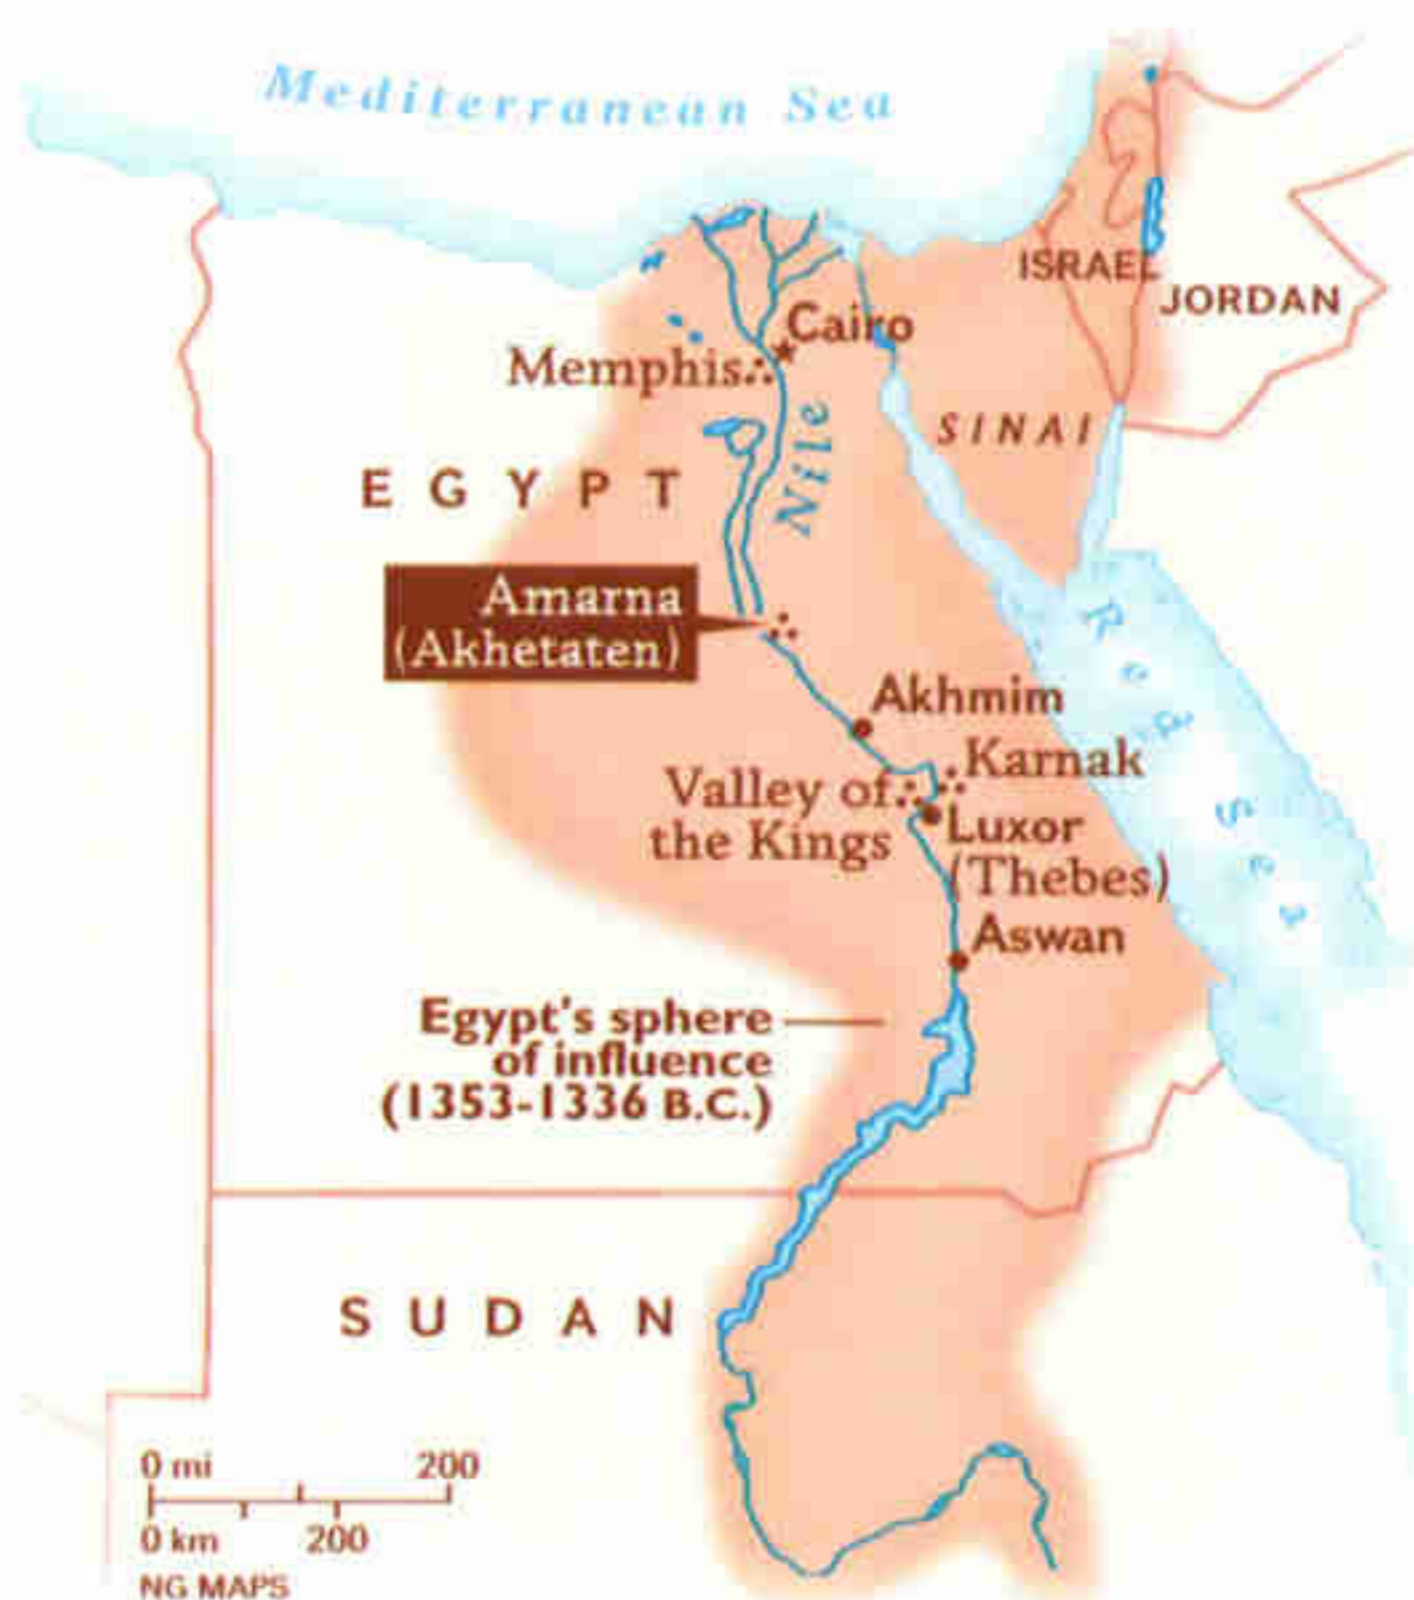 Mediterranean Sea
ISRAEL
JORDAN
Cairo
Memphis
SINAI
Nile
EGYPT
Amarna
(Akhetaten)
Red Sea
Akhmim
Karnak
Valley of
the Kings
Luxor
(Thebes)
Aswan
Egypt's sphere
of influence
(1353-1336 B.C.)
SUDAN
0 mi 200
0 km 200
NG MAPS